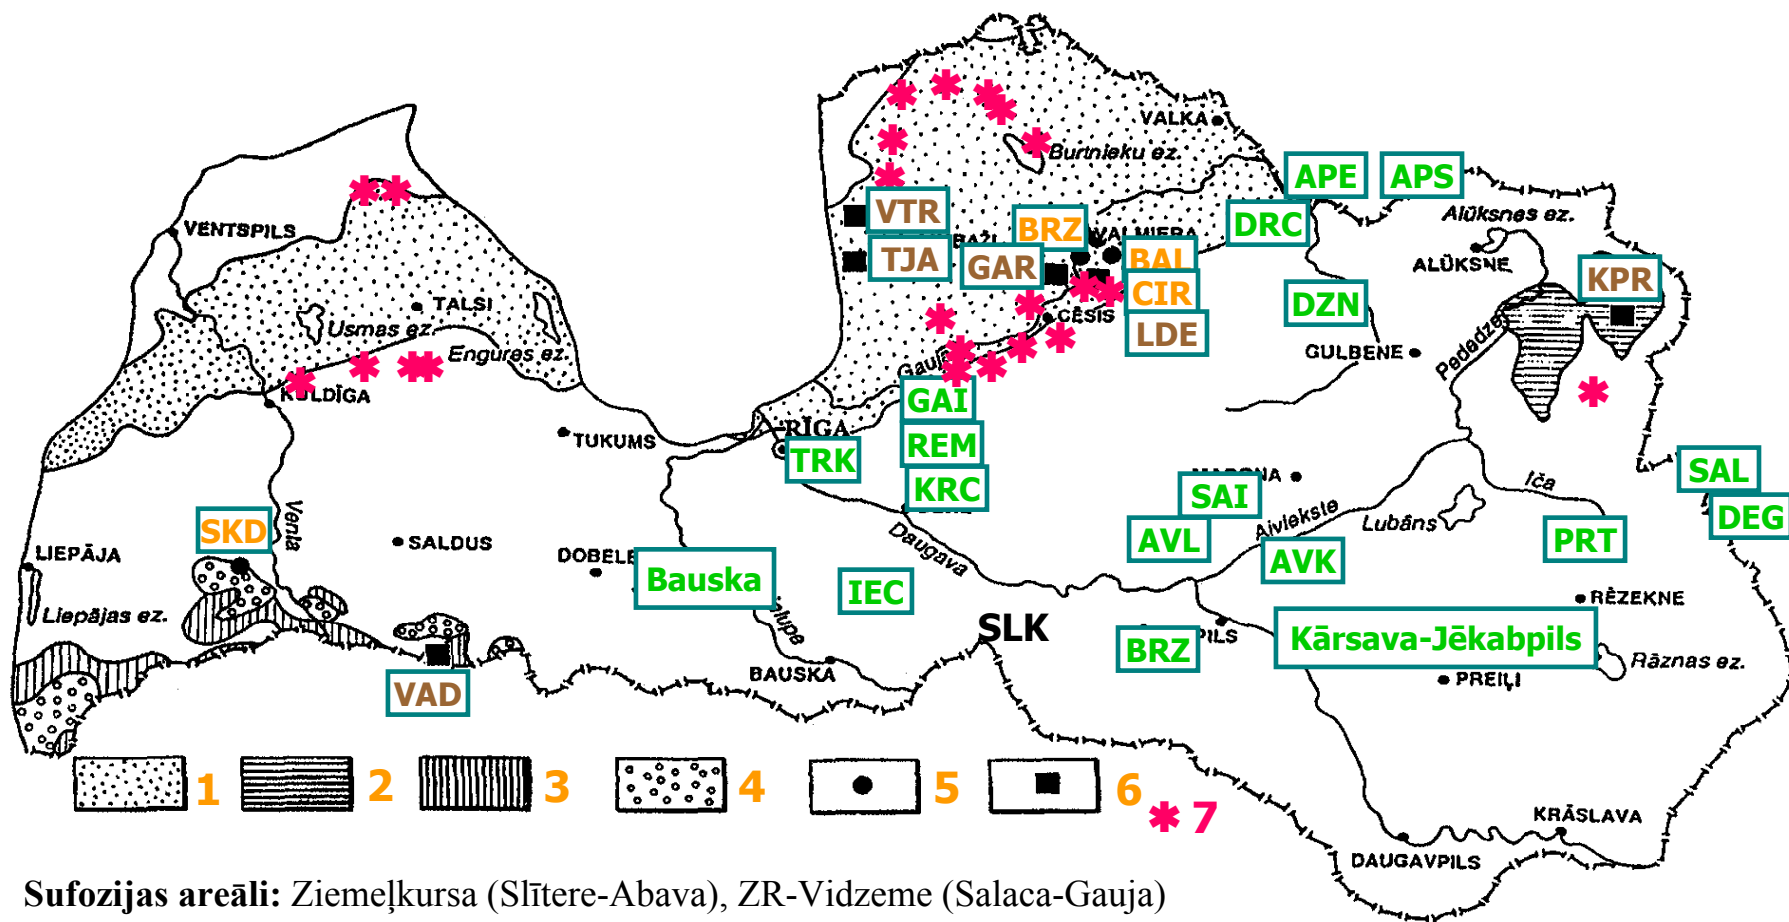 VALKA
Burtnieku ez.
APE
APS
VTR
BRZ
DRC
Alūksnes ez.
VENTSPILS
VALMIERA
TJA
GAR
BAL
ALŪKSNE
KPR
CIR
DZN
TALSI
Usmas ez.
CĒSIS
LDE
Engures ez.
Gauja
GULBENE
Pededze
KULDĪGA
GAI
TUKUMS
RĪGA
REM
TRK
KRC
SAI
Iča
SAL
SKD
Venta
Aiviekste
Lubāns
DEG
LIEPĀJA
SALDUS
DOBELE
Daugava
AVL
AVK
PRT
Bauska
IEC
RĒZEKNE
Liepājas ez.
SLK
PILS
Kārsava-Jēkabpils
BRZ
Rāznas ez.
VAD
BAUSKA
PREIĻI
1 2 3 4 5 6
7
KRĀSLAVA
DAUGAVPILS
Sufozijas areāli: Ziemeļkursa (Slītere-Abava), ZR-Vidzeme (Salaca-Gauja)